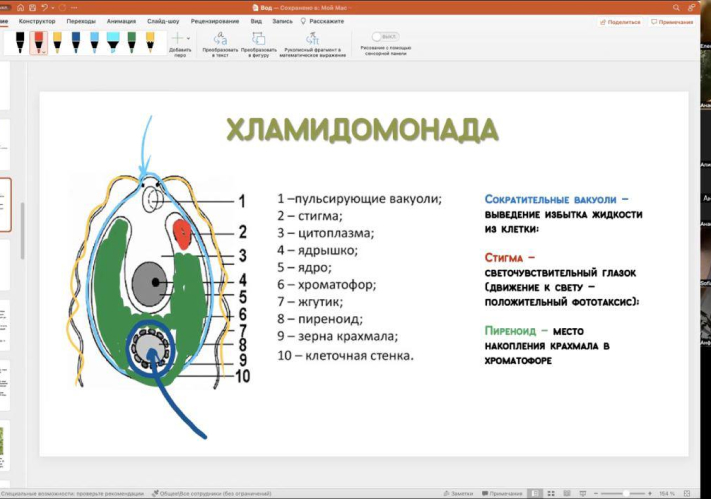 Вид — Сохранено в: Мой Mac
Конструктор Переходы Анимация Слайд-шоу Рецензирование Вид Запись Расскажите
Поделиться Примечания
Добавить перо
Преобразовать в текст
Преобразовать в фигуру
Рукописный фрагмент в математическое выражение
ВЫКЛ
Рисование с помощью сенсорной панели
ХЛАМИДОМОНАДА
1
2
3
4
5
6
7
8
9
10
1 –пульсирующие вакуоли;
2 – стигма;
3 – цитоплазма;
4 – ядрышко;
5 – ядро;
6 – хроматофор;
7 – жгутик;
8 – пиреноид;
9 – зерна крахмала;
10 – клеточная стенка.
Сократительные вакуоли –
выведение избытка жидкости
из клетки;
Стигма –
светочувствительный глазок
(движение к свету –
положительный фототаксис);
Пиреноид – место
накопления крахмала в
хроматофоре
Специальные возможности: проверьте рекомендации
Общее\Все сотрудники (без ограничений)
Заметки
Примечания
164 %